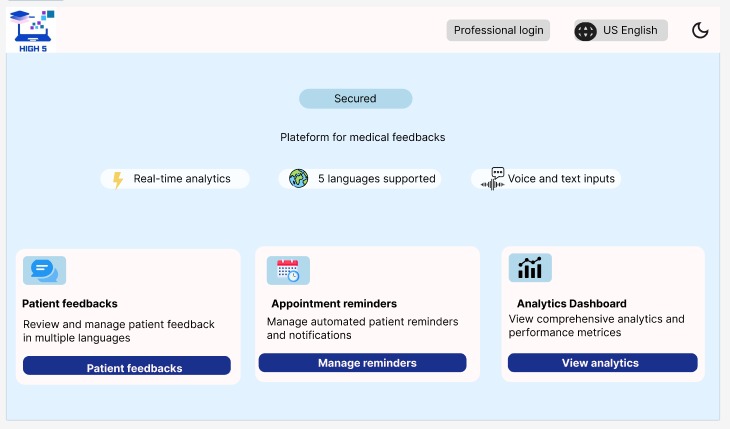 HIGH 5
Professional login
US English
Secured
Plateform for medical feedbacks
Real-time analytics
5 languages supported
Voice and text inputs
Patient feedbacks
Review and manage patient feedback
in multiple languages
Patient feedbacks
Appointment reminders
Manage automated patient reminders
and notifications
Manage reminders
Analytics Dashboard
View comprehensive analytics and
performance metrices
View analytics